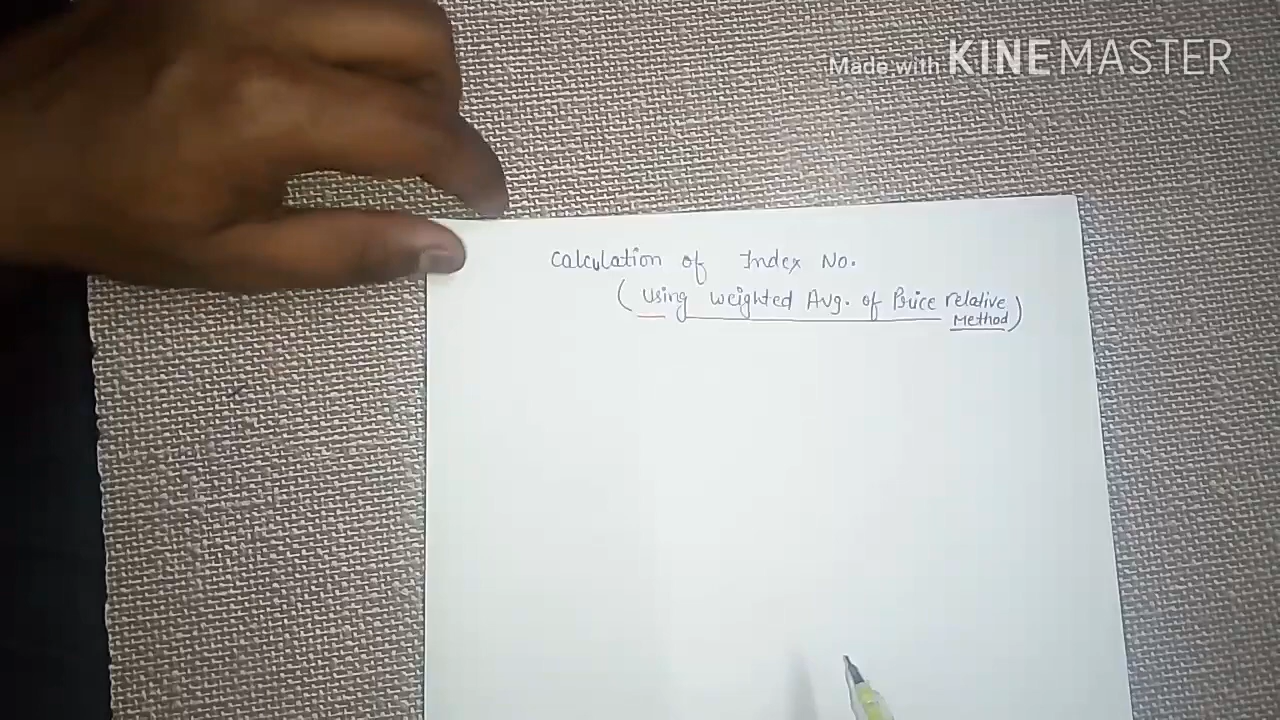 Made with KINEMASTER
Calculation of Index No.
(Using weighted Avg. of Price relative
Method)